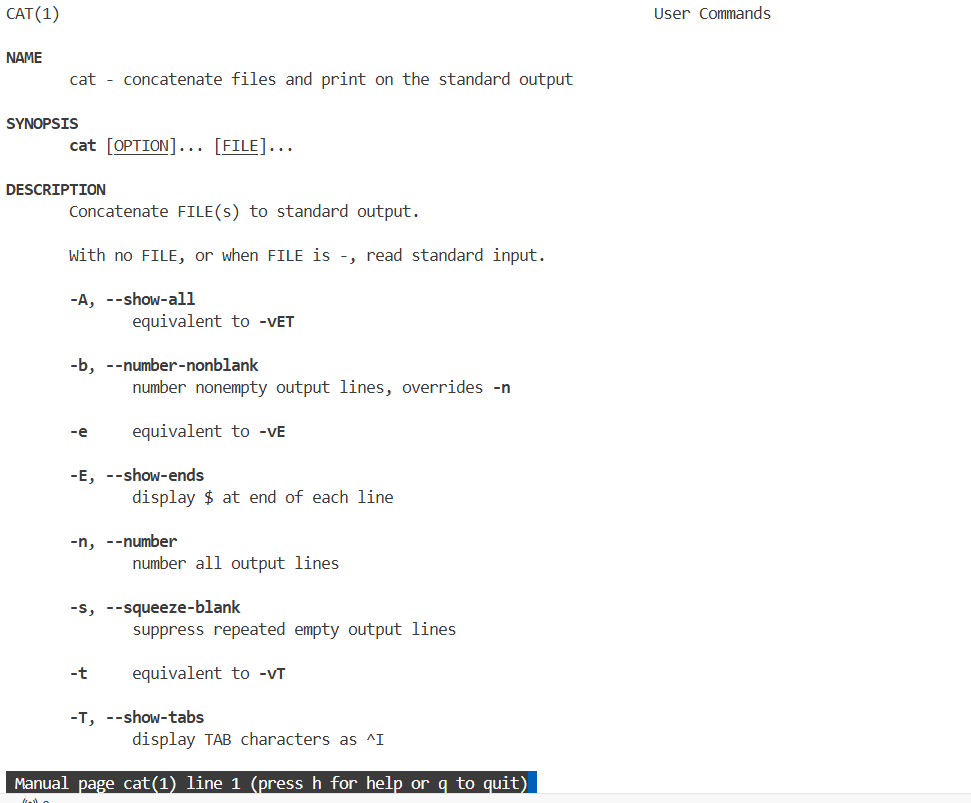 CAT(1) User Commands
NAME
cat - concatenate files and print on the standard output
SYNOPSIS
cat [OPTION]... [FILE]...
DESCRIPTION
Concatenate FILE(s) to standard output.
With no FILE, or when FILE is -, read standard input.
-A, --show-all
equivalent to -vET
-b, --number-nonblank
number nonempty output lines, overrides -n
-e equivalent to -vE
-E, --show-ends
display $ at end of each line
-n, --number
number all output lines
-s, --squeeze-blank
suppress repeated empty output lines
-t equivalent to -vT
-T, --show-tabs
display TAB characters as ^I
Manual page cat(1) line 1 (press h for help or q to quit)